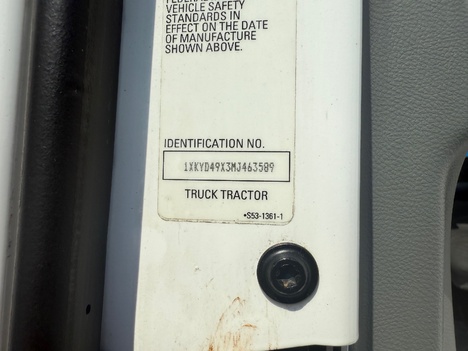 VEHICLE SAFETY
STANDARDS IN
EFFECT ON THE DATE
OF MANUFACTURE
SHOWN ABOVE.
IDENTIFICATION NO.
1XKYD49X3MJ463589
TRUCK TRACTOR
•S53-1361-1